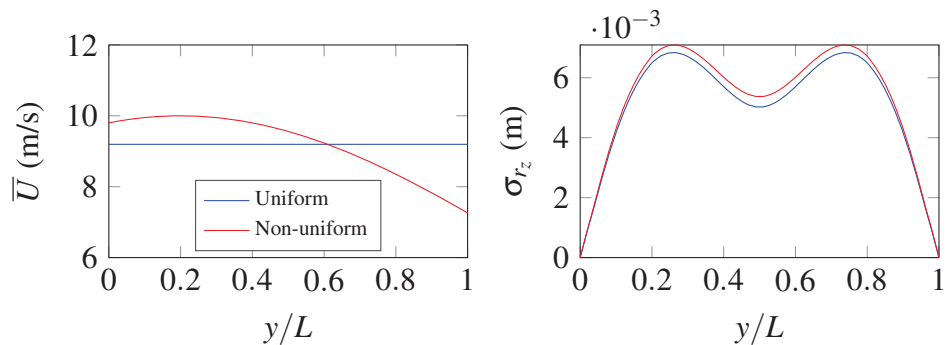 12
10
8
6
U̅ (m/s)
Uniform
Non-uniform
0 0.2 0.4 0.6 0.8 1
y/L
·10⁻³
6
4
2
0
σ_{r_z} (m)
0 0.2 0.4 0.6 0.8 1
y/L